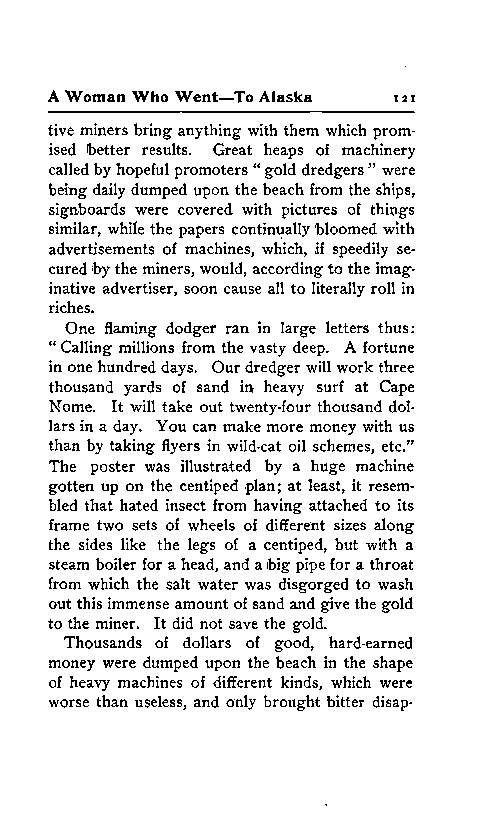 A Woman Who Went—To Alaska 121
tive miners bring anything with them which prom-
ised better results. Great heaps of machinery
called by hopeful promoters “ gold dredgers ” were
being daily dumped upon the beach from the ships,
signboards were covered with pictures of things
similar, while the papers continually bloomed with
advertisements of machines, which, if speedily se-
cured by the miners, would, according to the imag-
inative advertiser, soon cause all to literally roll in
riches.
One flaming dodger ran in large letters thus:
“ Calling millions from the vasty deep. A fortune
in one hundred days. Our dredger will work three
thousand yards of sand in heavy surf at Cape
Nome. It will take out twenty-four thousand dol-
lars in a day. You can make more money with us
than by taking flyers in wild-cat oil schemes, etc.”
The poster was illustrated by a huge machine
gotten up on the centiped plan; at least, it resem-
bled that hated insect from having attached to its
frame two sets of wheels of different sizes along
the sides like the legs of a centiped, but with a
steam boiler for a head, and a big pipe for a throat
from which the salt water was disgorged to wash
out this immense amount of sand and give the gold
to the miner. It did not save the gold.
Thousands of dollars of good, hard-earned
money were dumped upon the beach in the shape
of heavy machines of different kinds, which were
worse than useless, and only brought bitter disap-